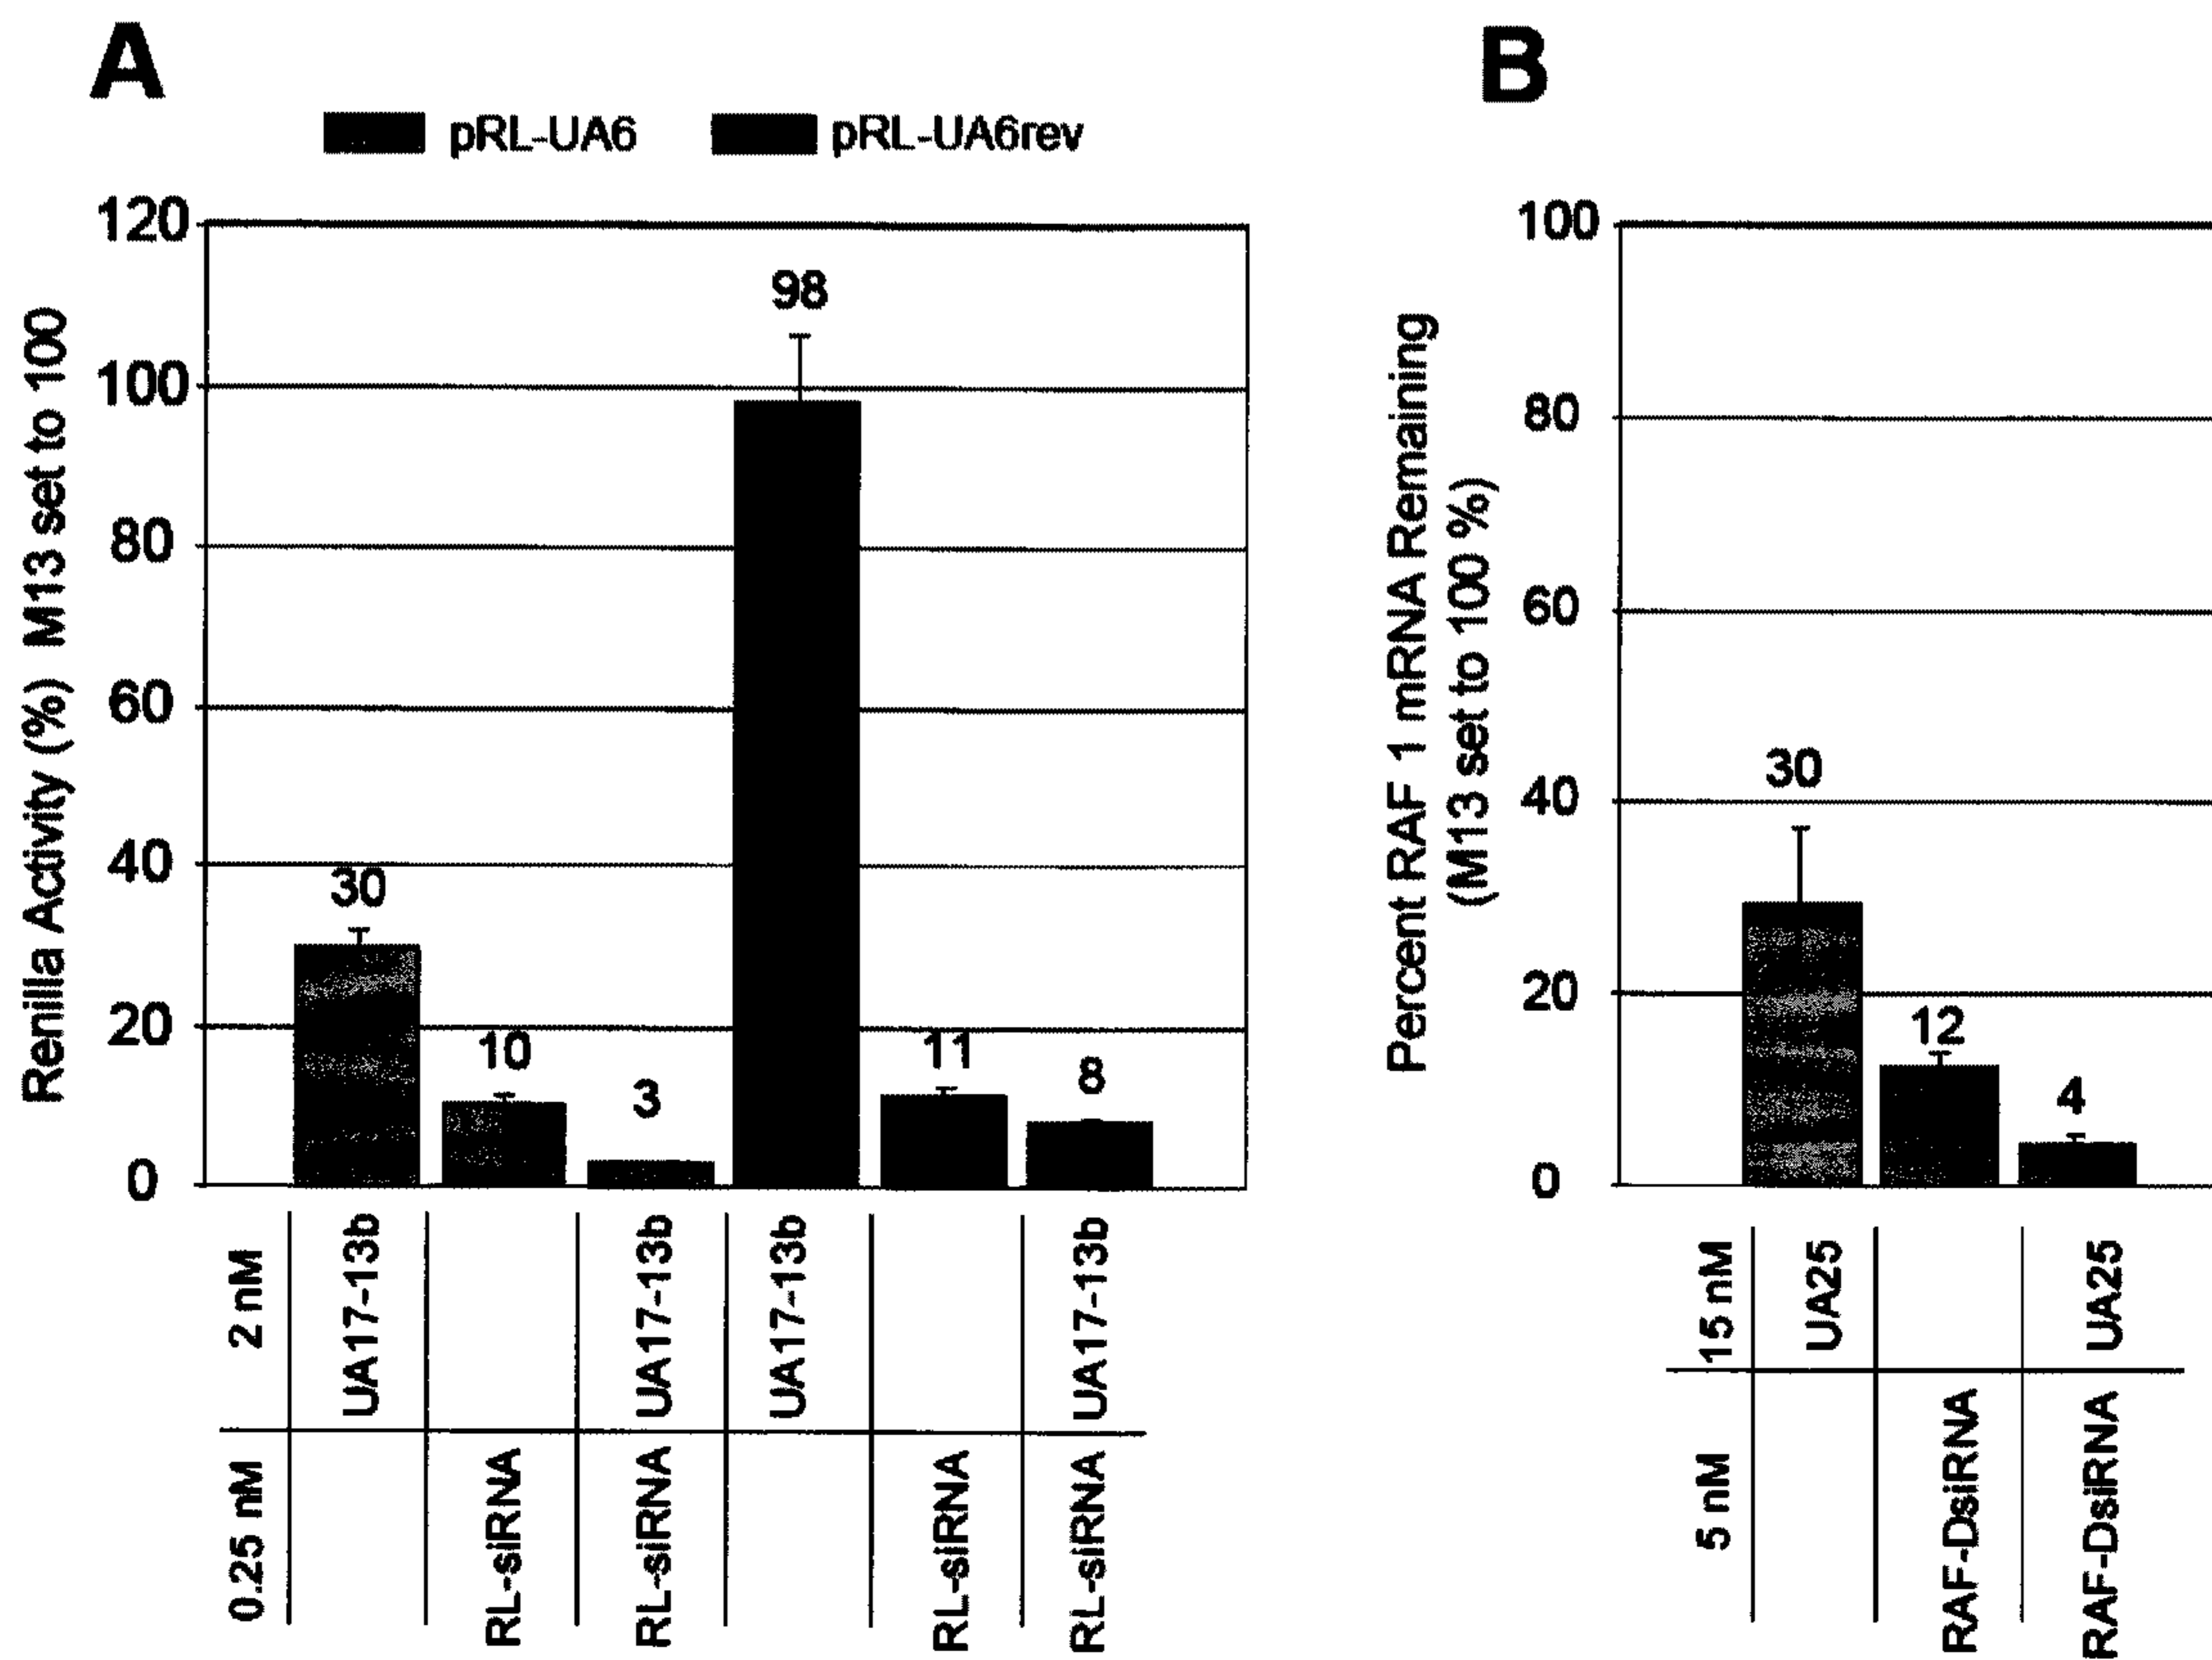 A
pRL-UA6
pRL-UA6rev
Renilla Activity (%) M13 set to 100
120
100
80
60
40
20
0
30
10
3
98
11
8
2 nM
UA17-13b
UA17-13b
UA17-13b
UA17-13b
0.25 nM
RL-siRNA
RL-siRNA
RL-siRNA
RL-siRNA
B
Percent RAF 1 mRNA Remaining
(M13 set to 100 %)
100
80
60
40
20
0
30
12
4
15 nM
UA25
UA25
5 nM
RAF-DsiRNA
RAF-DsiRNA